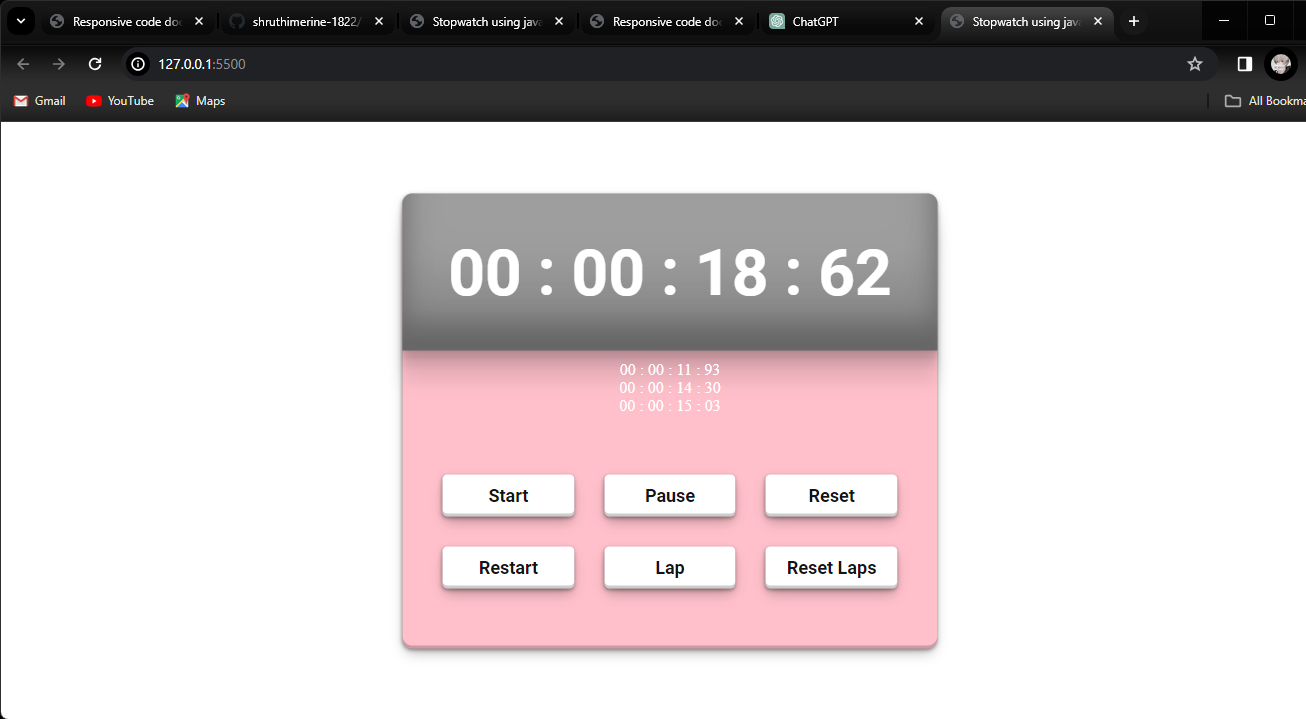 Responsive code do
shruthimerine-1822/
Stopwatch using jav
Responsive code do
ChatGPT
Stopwatch using jav
127.0.0.1:5500
Gmail
YouTube
Maps
All Bookma
00 : 00 : 18 : 62
00 : 00 : 11 : 93
00 : 00 : 14 : 30
00 : 00 : 15 : 03
Start
Pause
Reset
Restart
Lap
Reset Laps